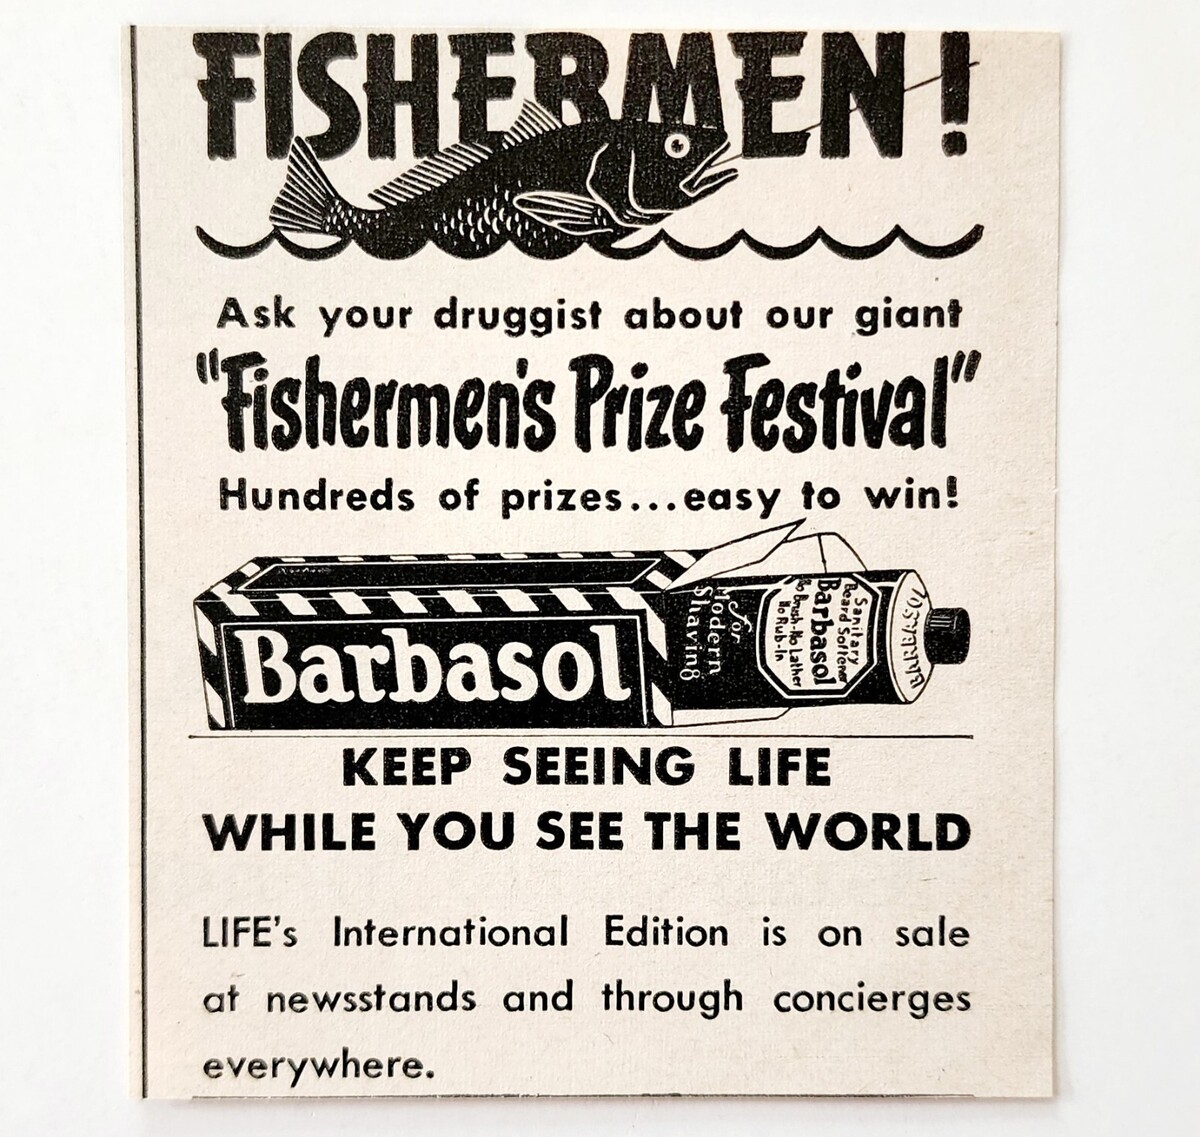 FISHERMEN!
Ask your druggist about our giant
"Fishermen's Prize Festival"
Hundreds of prizes...easy to win!
Barbasol
for
Modern
Shaving
Sanitary
Beard Softener
Barbasol
No Brush-No Lather
No Rub-In
BARBASOL
KEEP SEEING LIFE
WHILE YOU SEE THE WORLD
LIFE's International Edition is on sale
at newsstands and through concierges
everywhere.